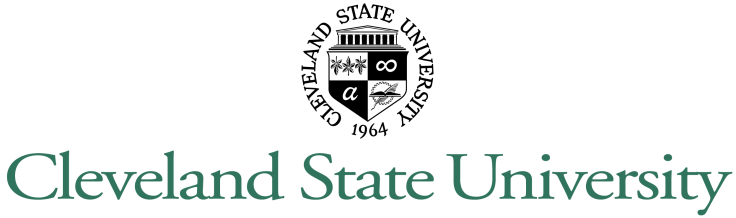 CLEVELAND STATE UNIVERSITY
∞
a
1964
Cleveland State University